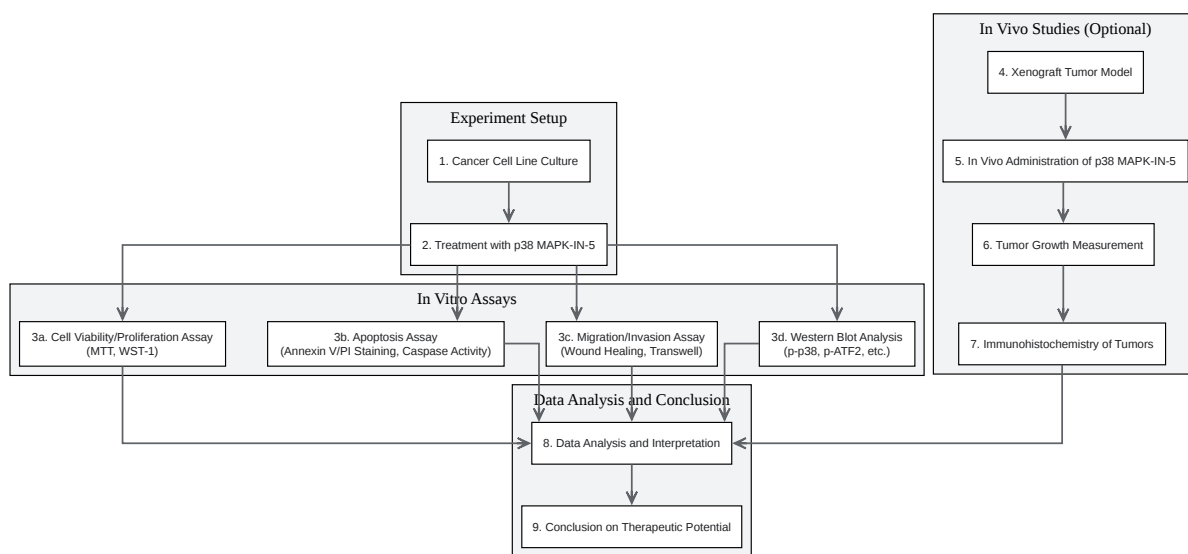 In Vivo Studies (Optional)
4. Xenograft Tumor Model
5. In Vivo Administration of p38 MAPK-IN-5
6. Tumor Growth Measurement
7. Immunohistochemistry of Tumors
Experiment Setup
1. Cancer Cell Line Culture
2. Treatment with p38 MAPK-IN-5
In Vitro Assays
3a. Cell Viability/Proliferation Assay
(MTT, WST-1)
3b. Apoptosis Assay
(Annexin V/PI Staining, Caspase Activity)
3c. Migration/Invasion Assay
(Wound Healing, Transwell)
3d. Western Blot Analysis
(p-p38, p-ATF2, etc.)
Data Analysis and Conclusion
8. Data Analysis and Interpretation
9. Conclusion on Therapeutic Potential